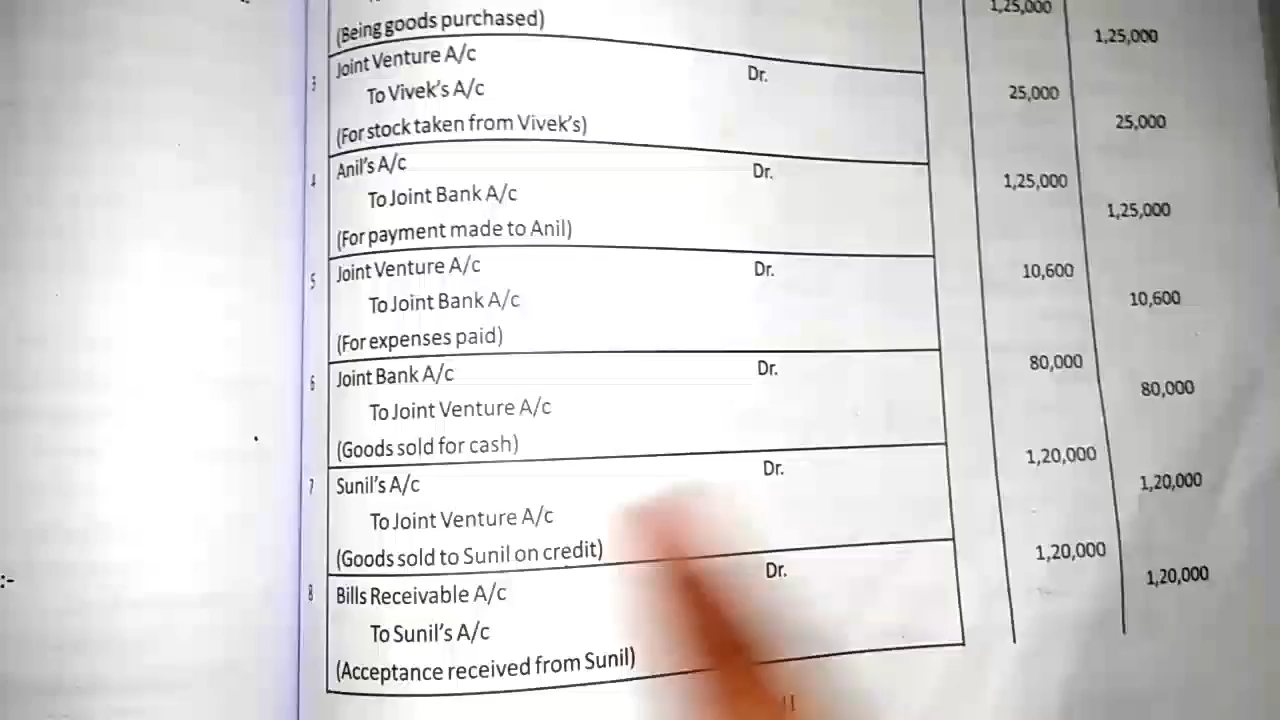 1,25,000
(Being goods purchased)
1,25,000
3 Joint Venture A/c Dr. 25,000
To Vivek's A/c 25,000
(For stock taken from Vivek's)
4 Anil's A/c Dr. 1,25,000
To Joint Bank A/c 1,25,000
(For payment made to Anil)
5 Joint Venture A/c Dr. 10,600
To Joint Bank A/c 10,600
(For expenses paid)
6 Joint Bank A/c Dr. 80,000
To Joint Venture A/c 80,000
(Goods sold for cash)
7 Sunil's A/c Dr. 1,20,000
To Joint Venture A/c 1,20,000
(Goods sold to Sunil on credit)
8 Bills Receivable A/c Dr. 1,20,000
To Sunil's A/c 1,20,000
(Acceptance received from Sunil)
:-